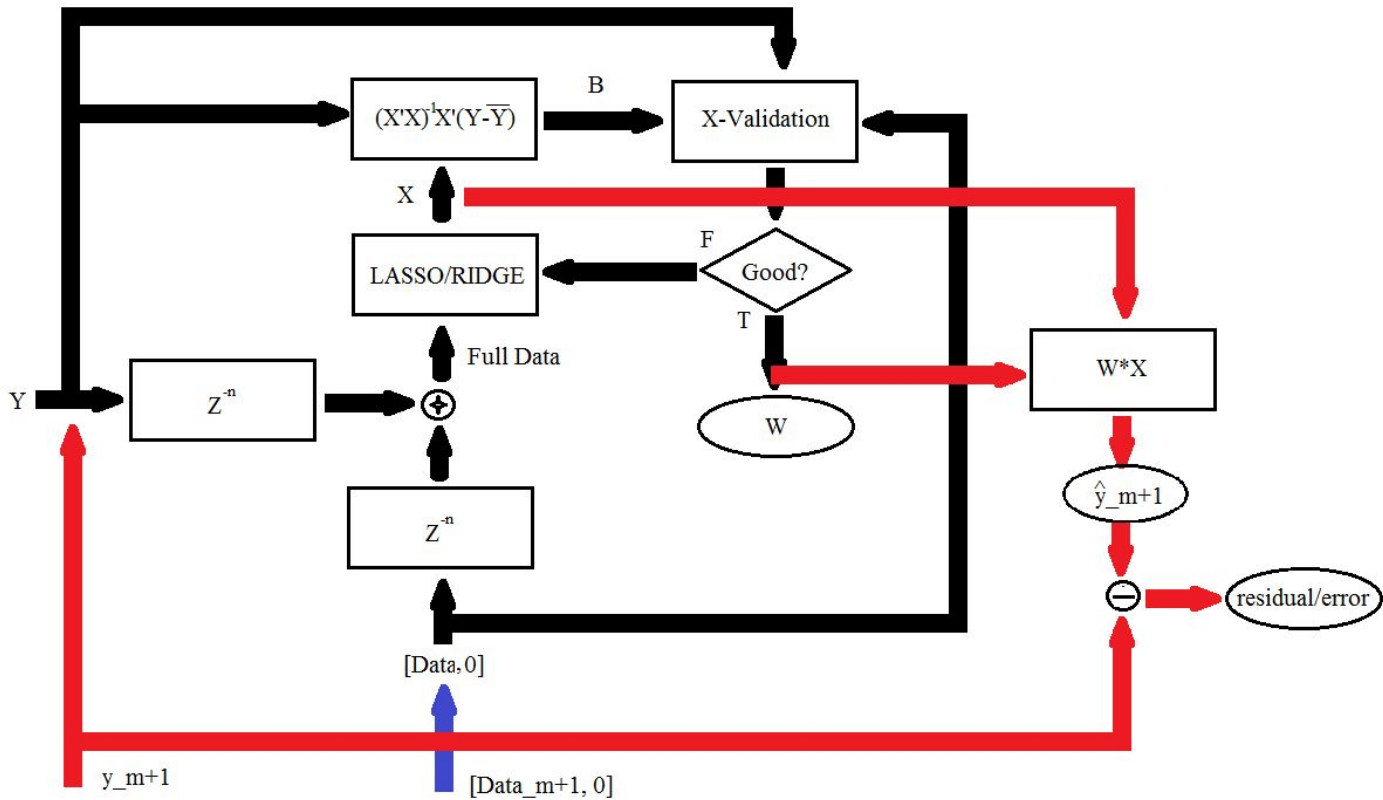 B
(X'X)⁻¹X'(Y-Y̅)
X-Validation
X
F
LASSO/RIDGE
Good?
T
Full Data
W*X
Y
Z⁻ⁿ
W
ŷ_m+1
Z⁻ⁿ
residual/error
[Data,0]
y_m+1
[Data_m+1, 0]